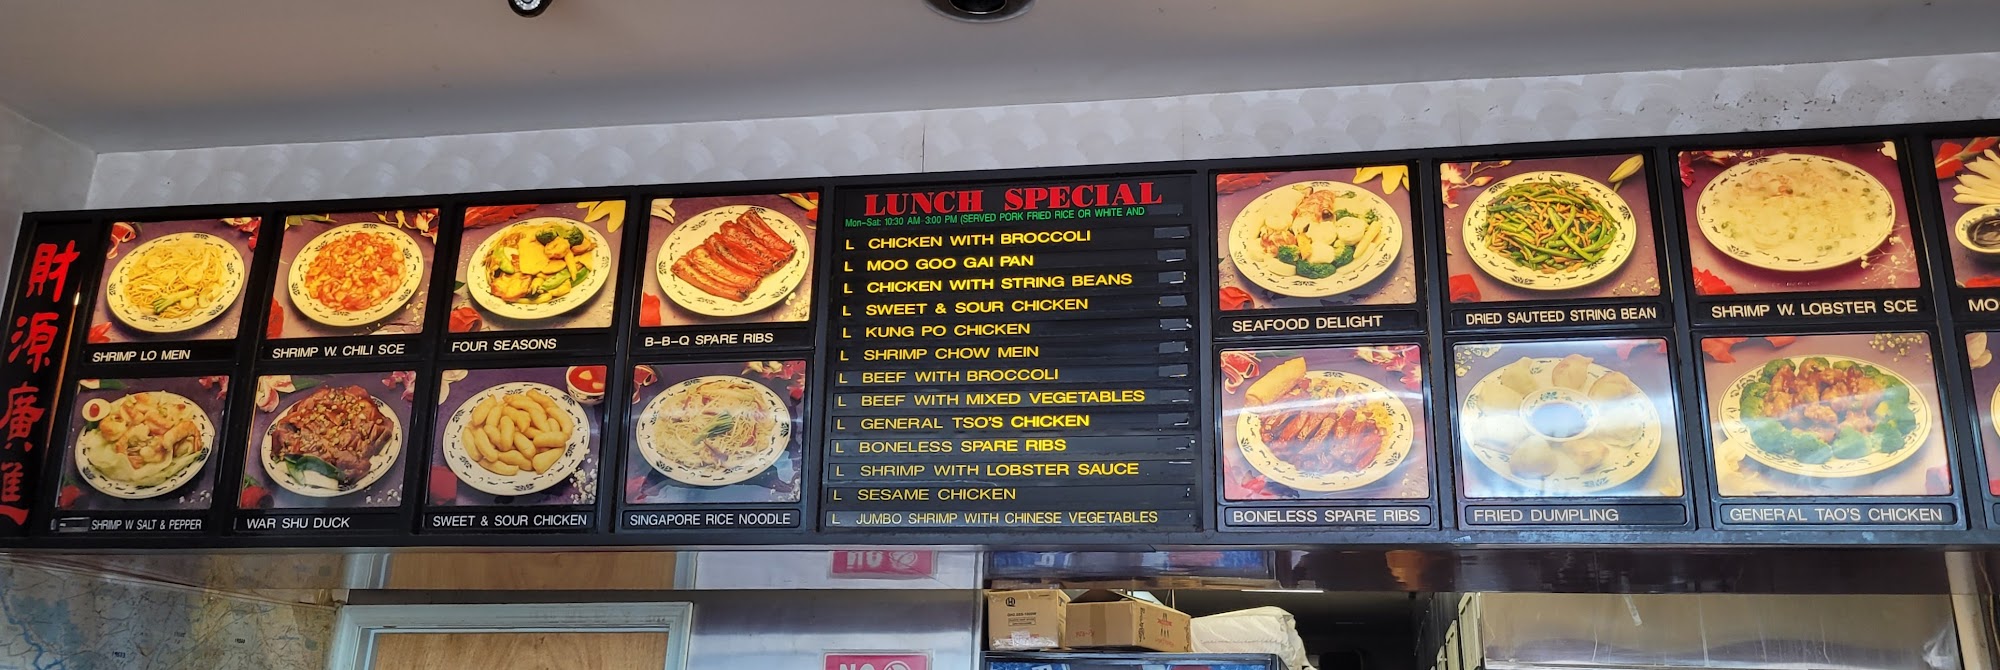 財源廣進
SHRIMP LO MEIN
SHRIMP W. CHILI SCE
FOUR SEASONS
B-B-Q SPARE RIBS
SHRIMP W SALT & PEPPER
WAR SHU DUCK
SWEET & SOUR CHICKEN
SINGAPORE RICE NOODLE
LUNCH SPECIAL
Mon-Sat: 10:30 AM-3:00 PM (SERVED PORK FRIED RICE OR WHITE AND
L CHICKEN WITH BROCCOLI
L MOO GOO GAI PAN
L CHICKEN WITH STRING BEANS
L SWEET & SOUR CHICKEN
L KUNG PO CHICKEN
L SHRIMP CHOW MEIN
L BEEF WITH BROCCOLI
L BEEF WITH MIXED VEGETABLES
L GENERAL TSO'S CHICKEN
L BONELESS SPARE RIBS
L SHRIMP WITH LOBSTER SAUCE
L SESAME CHICKEN
L JUMBO SHRIMP WITH CHINESE VEGETABLES
SEAFOOD DELIGHT
DRIED SAUTEED STRING BEAN
SHRIMP W. LOBSTER SCE
MO
BONELESS SPARE RIBS
FRIED DUMPLING
GENERAL TAO'S CHICKEN
NO